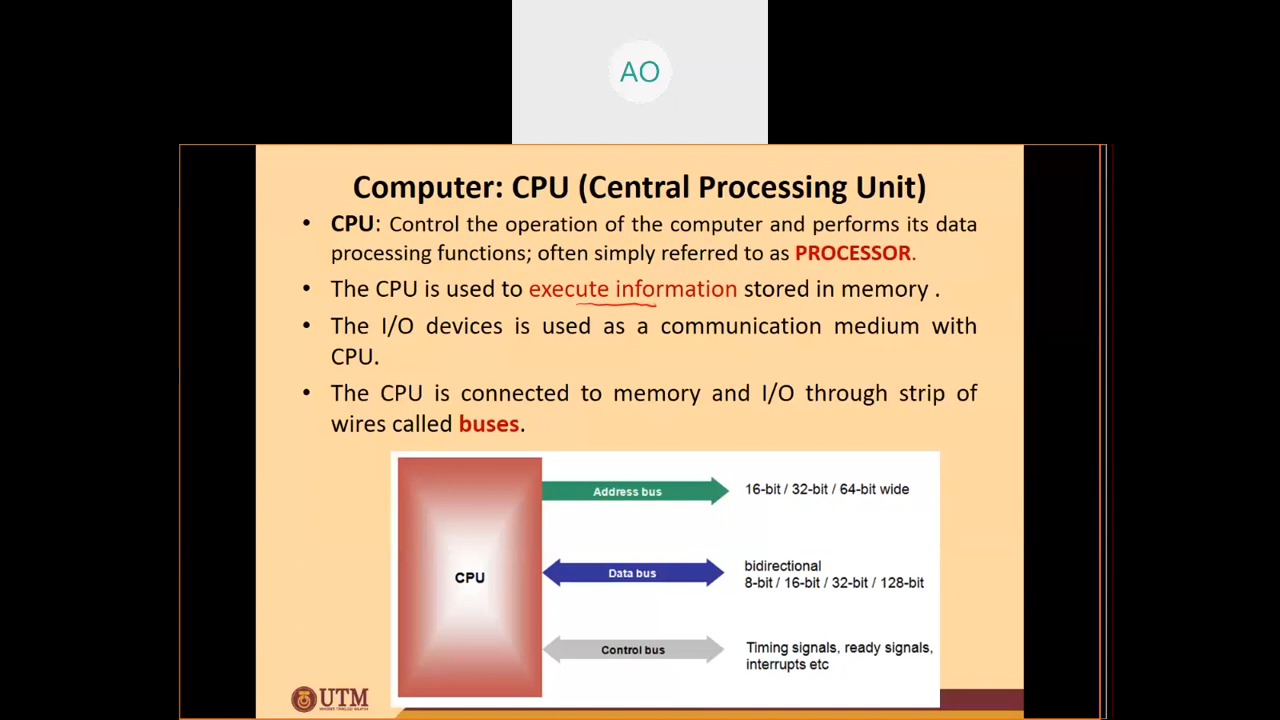 AO
Computer: CPU (Central Processing Unit)
• CPU: Control the operation of the computer and performs its data
processing functions; often simply referred to as PROCESSOR.
• The CPU is used to execute information stored in memory .
• The I/O devices is used as a communication medium with
CPU.
• The CPU is connected to memory and I/O through strip of
wires called buses.
Address bus
16-bit / 32-bit / 64-bit wide
CPU
Data bus
bidirectional
8-bit / 16-bit / 32-bit / 128-bit
Control bus
Timing signals, ready signals,
interrupts etc
UTM